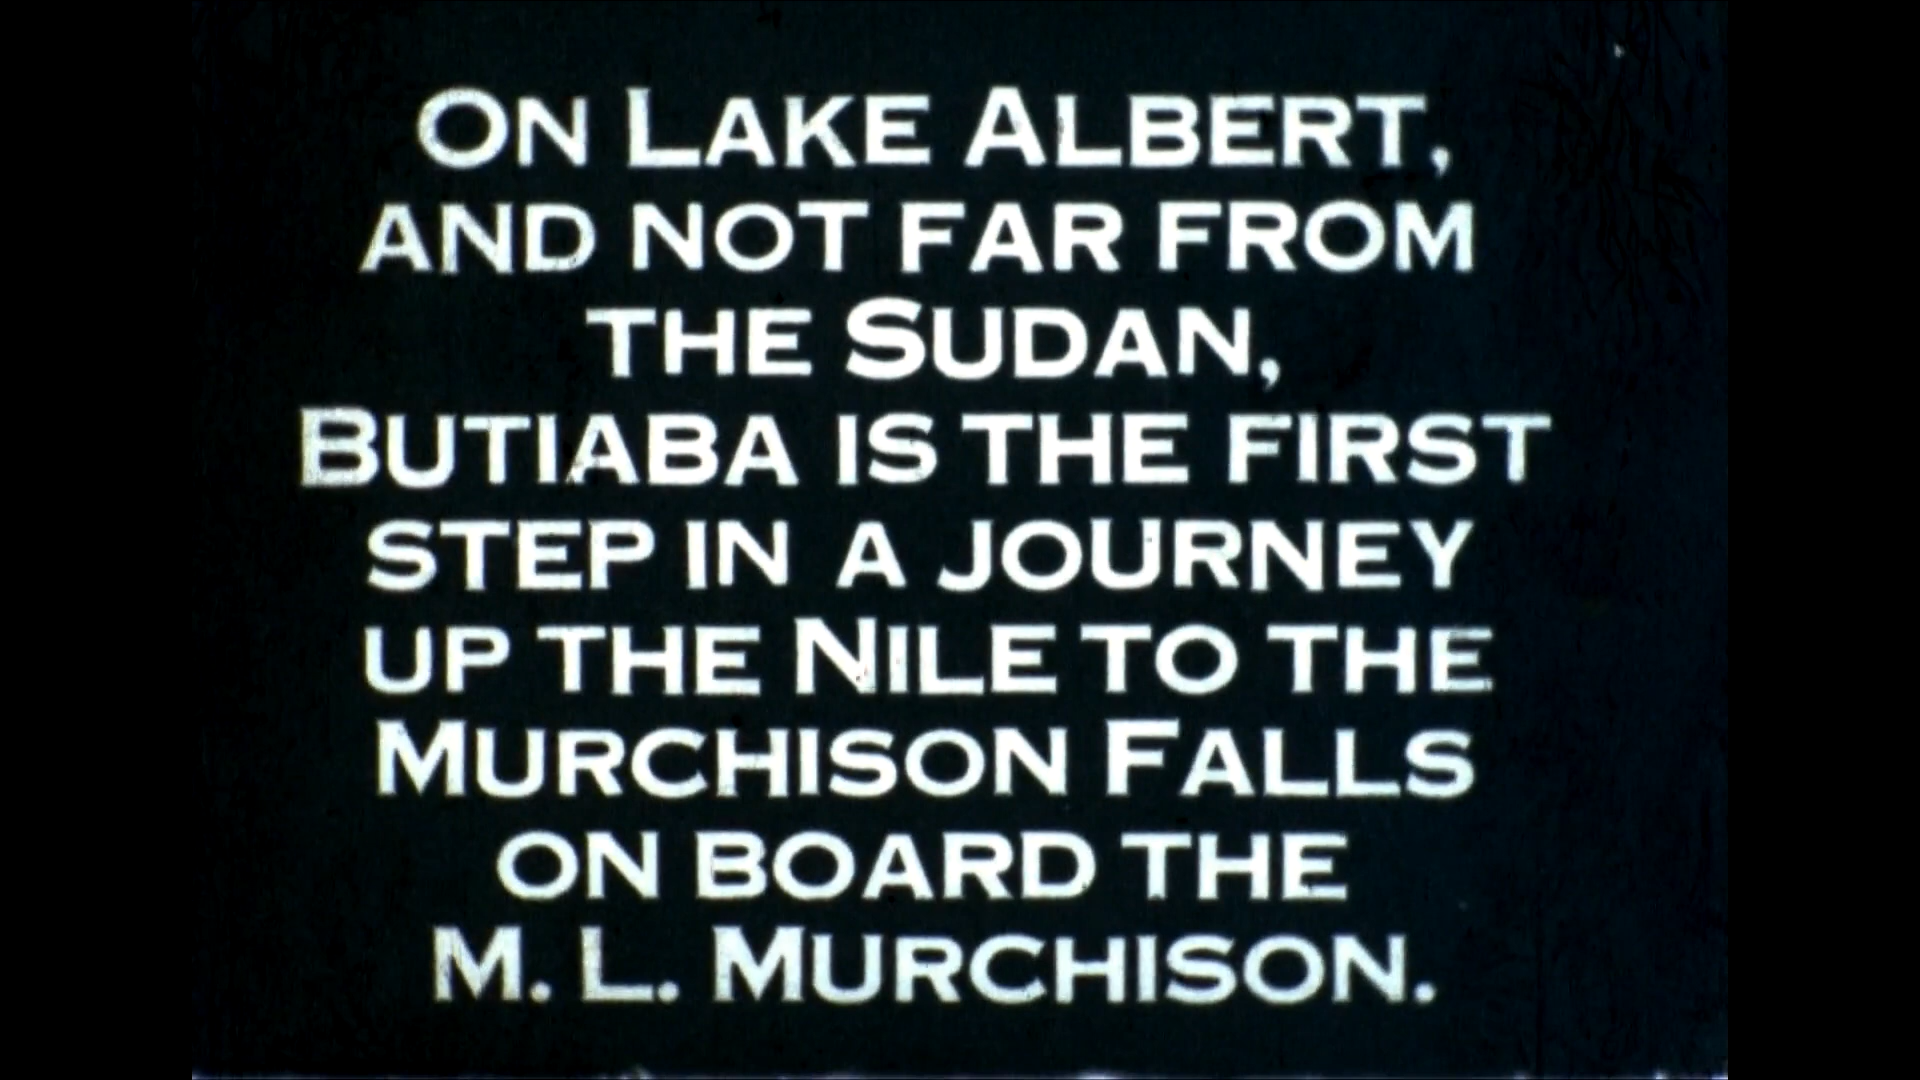 On Lake Albert,
and not far from
the Sudan,
Butiaba is the first
step in a journey
up the Nile to the
Murchison Falls
on board the
M. L. Murchison.